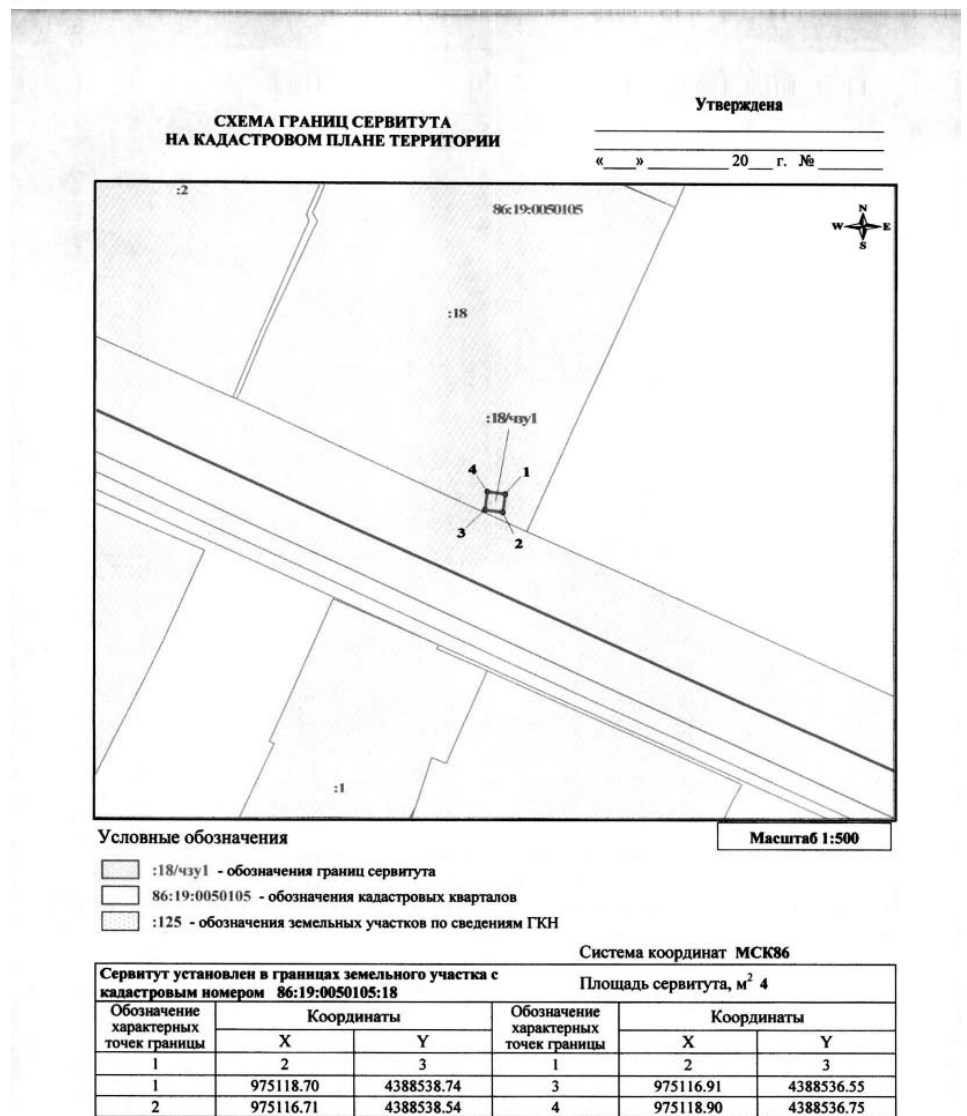 Утверждена
СХЕМА ГРАНИЦ СЕРВИТУТА
НА КАДАСТРОВОМ ПЛАНЕ ТЕРРИТОРИИ
«___» _________ 20___ г. № ________
:2
86:19:0050105
N
W E
S
:18
:18/чзу1
4 1
3 2
:1
Условные обозначения
Масштаб 1:500
:18/чзу1 - обозначения границ сервитута
86:19:0050105 - обозначения кадастровых кварталов
:125 - обозначения земельных участков по сведениям ГКН
Система координат МСК86
Сервитут установлен в границах земельного участка с кадастровым номером 86:19:0050105:18
Площадь сервитута, м² 4
Обозначение характерных точек границы Координаты Обозначение характерных точек границы Координаты
X Y X Y
1 2 3 1 2 3
1 975118.70 4388538.74 3 975116.91 4388536.55
2 975116.71 4388538.54 4 975118.90 4388536.75